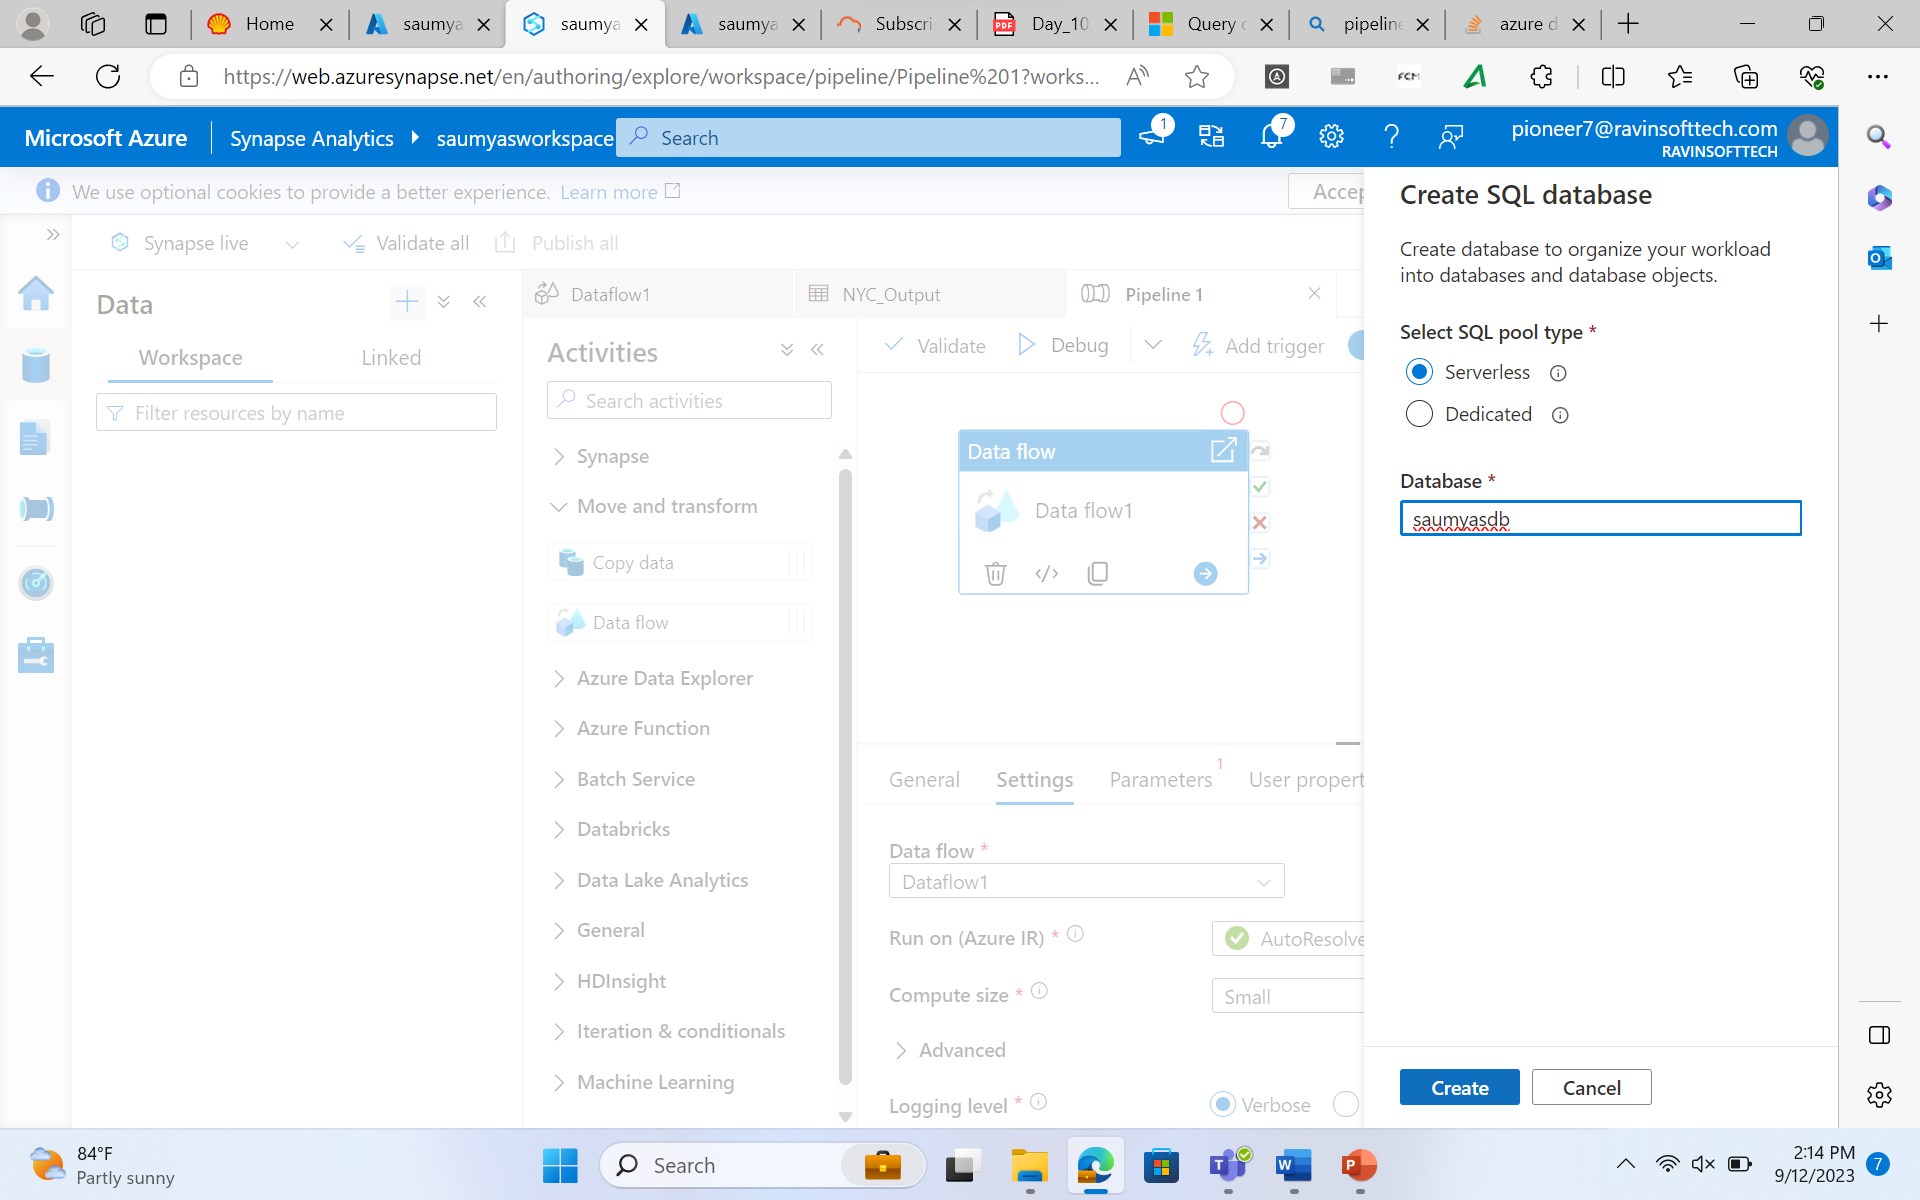 Home
saumya
saumya
saumya
Subscri
Day_10
Query c
pipeline
azure d
https://web.azuresynapse.net/en/authoring/explore/workspace/pipeline/Pipeline%201?works...
Microsoft Azure
Synapse Analytics
saumyasworkspace
Search
1
7
pioneer7@ravinsofttech.com
RAVINSOFTTECH
We use optional cookies to provide a better experience. Learn more
Accep
Synapse live
Validate all
Publish all
Data
Workspace
Linked
Filter resources by name
Dataflow1
NYC_Output
Pipeline 1
Activities
Search activities
Synapse
Move and transform
Copy data
Data flow
Azure Data Explorer
Azure Function
Batch Service
Databricks
Data Lake Analytics
General
HDInsight
Iteration & conditionals
Machine Learning
Validate
Debug
Add trigger
Data flow
Data flow1
General
Settings
Parameters
1
User propert
Data flow *
Dataflow1
Run on (Azure IR) *
AutoResolve
Compute size *
Small
Advanced
Logging level *
Verbose
Create SQL database
Create database to organize your workload
into databases and database objects.
Select SQL pool type *
Serverless
Dedicated
Database *
saumyasdb
Create
Cancel
84°F
Partly sunny
Search
2:14 PM
9/12/2023
7